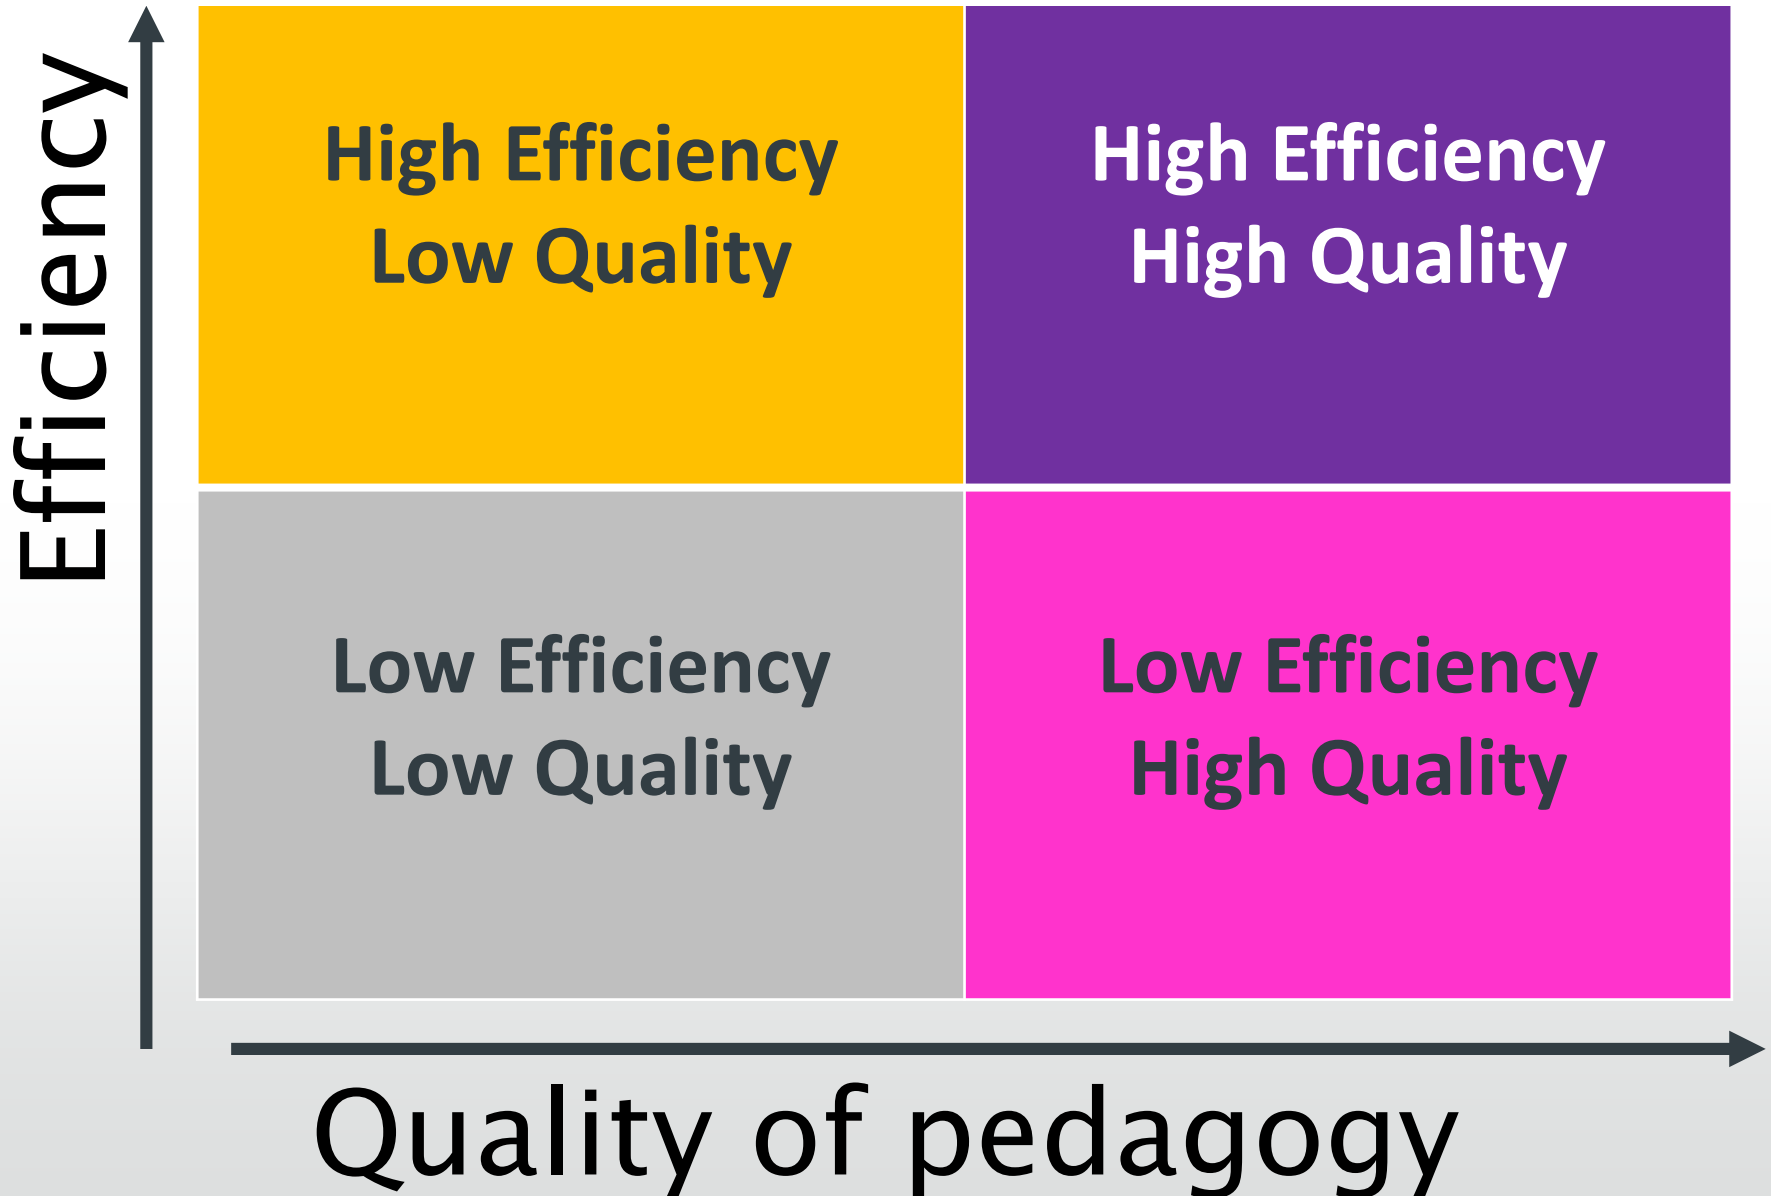 Efficiency
High Efficiency
Low Quality
High Efficiency
High Quality
Low Efficiency
Low Quality
Low Efficiency
High Quality
Quality of pedagogy